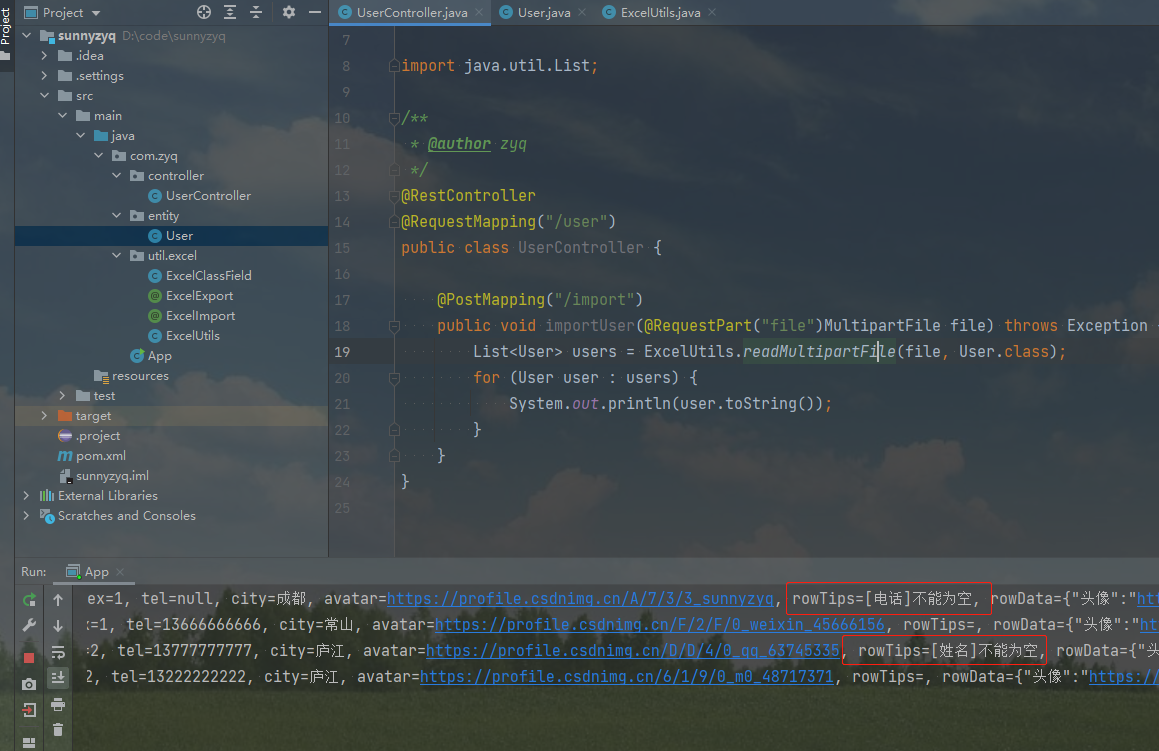 Project
Project
sunnyzyq D:\code\sunnyzyq
.idea
.settings
src
main
java
com.zyq
controller
UserController
entity
User
util.excel
ExcelClassField
ExcelExport
ExcelImport
ExcelUtils
App
resources
test
target
.project
pom.xml
sunnyzyq.iml
External Libraries
Scratches and Consoles
UserController.java
User.java
ExcelUtils.java
7
8 import java.util.List;
9
10 /**
11 * @author zyq
12 */
13 @RestController
14 @RequestMapping("/user")
15 public class UserController {
16
17 @PostMapping("/import")
18 public void importUser(@RequestPart("file")MultipartFile file) throws Exception
19 List<User> users = ExcelUtils.readMultipartFile(file, User.class);
20 for (User user : users) {
21 System.out.println(user.toString());
22 }
23 }
24 }
25
Run: App
ex=1, tel=null, city=成都, avatar=https://profile.csdnimg.cn/A/7/3/3_sunnyzyq, rowTips=[电话]不能为空, rowData={"头像":"htt
=1, tel=13666666666, city=常山, avatar=https://profile.csdnimg.cn/F/2/F/0_weixin_45666156, rowTips=, rowData={"头像":"ht
=2, tel=13777777777, city=庐江, avatar=https://profile.csdnimg.cn/D/D/4/0_qq_63745335, rowTips=[姓名]不能为空, rowData={"头
2, tel=13222222222, city=庐江, avatar=https://profile.csdnimg.cn/6/1/9/0_m0_48717371, rowTips=, rowData={"头像":"https:/